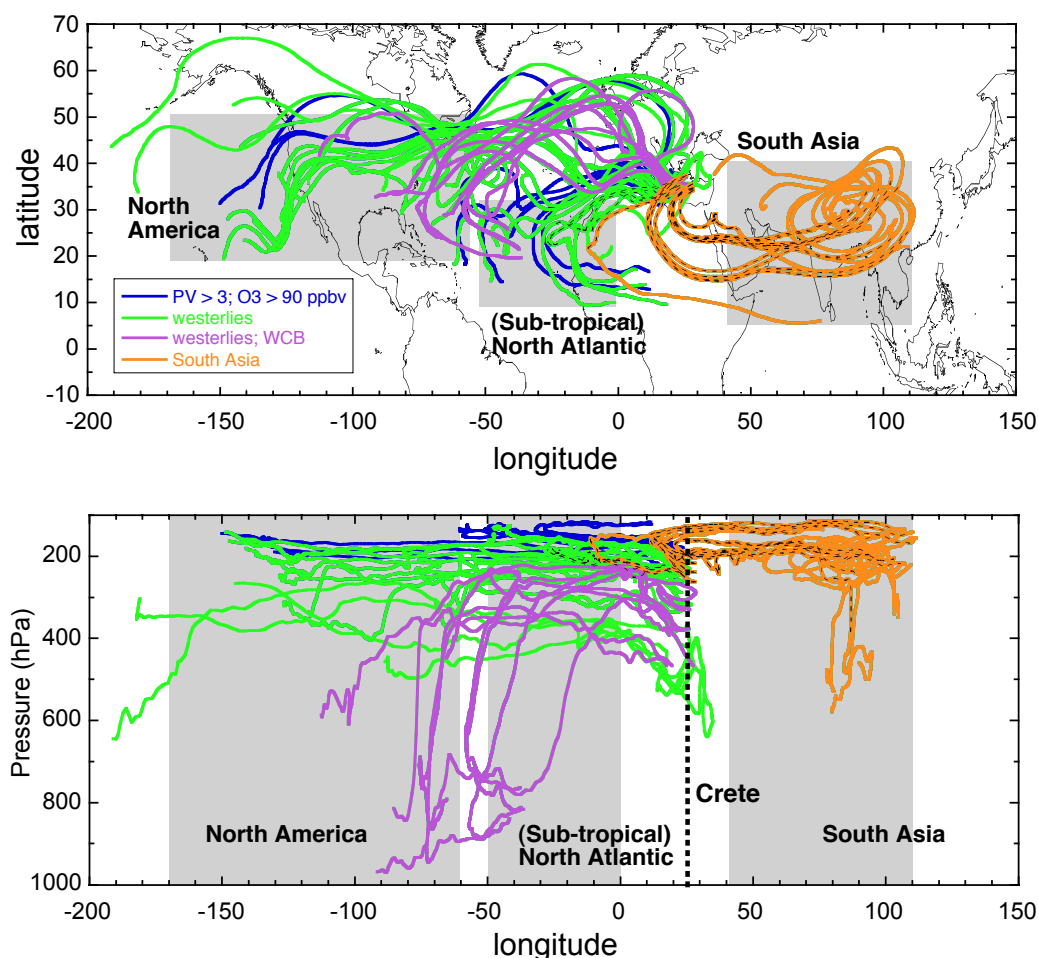 70
60
50
40
30
20
10
0
-10
latitude
South Asia
North
America
PV > 3; O3 > 90 ppbv
westerlies
westerlies; WCB
South Asia
(Sub-tropical)
North Atlantic
-200 -150 -100 -50 0 50 100 150
longitude
200
400
600
800
1000
Pressure (hPa)
Crete
North America
(Sub-tropical)
North Atlantic
South Asia
-200 -150 -100 -50 0 50 100 150
longitude